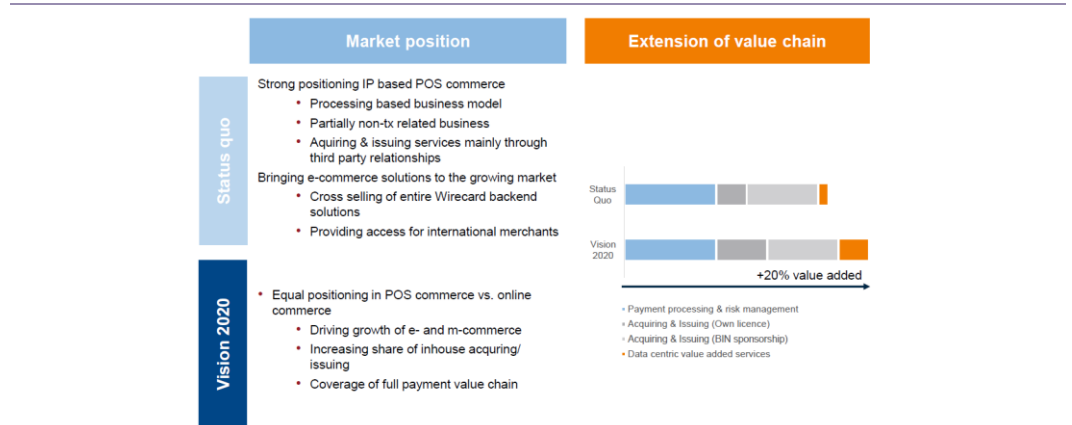 Market position
Extension of value chain
Status quo
Strong positioning IP based POS commerce
• Processing based business model
• Partially non-tx related business
• Aquiring & issuing services mainly through
third party relationships
Bringing e-commerce solutions to the growing market
• Cross selling of entire Wirecard backend
solutions
• Providing access for international merchants
Vision 2020
• Equal positioning in POS commerce vs. online
commerce
• Driving growth of e- and m-commerce
• Increasing share of inhouse acquring/
issuing
• Coverage of full payment value chain
Status
Quo
Vision
2020
+20% value added
Payment processing & risk management
Acquiring & Issuing (Own licence)
Acquiring & Issuing (BIN sponsorship)
Data centric value added services